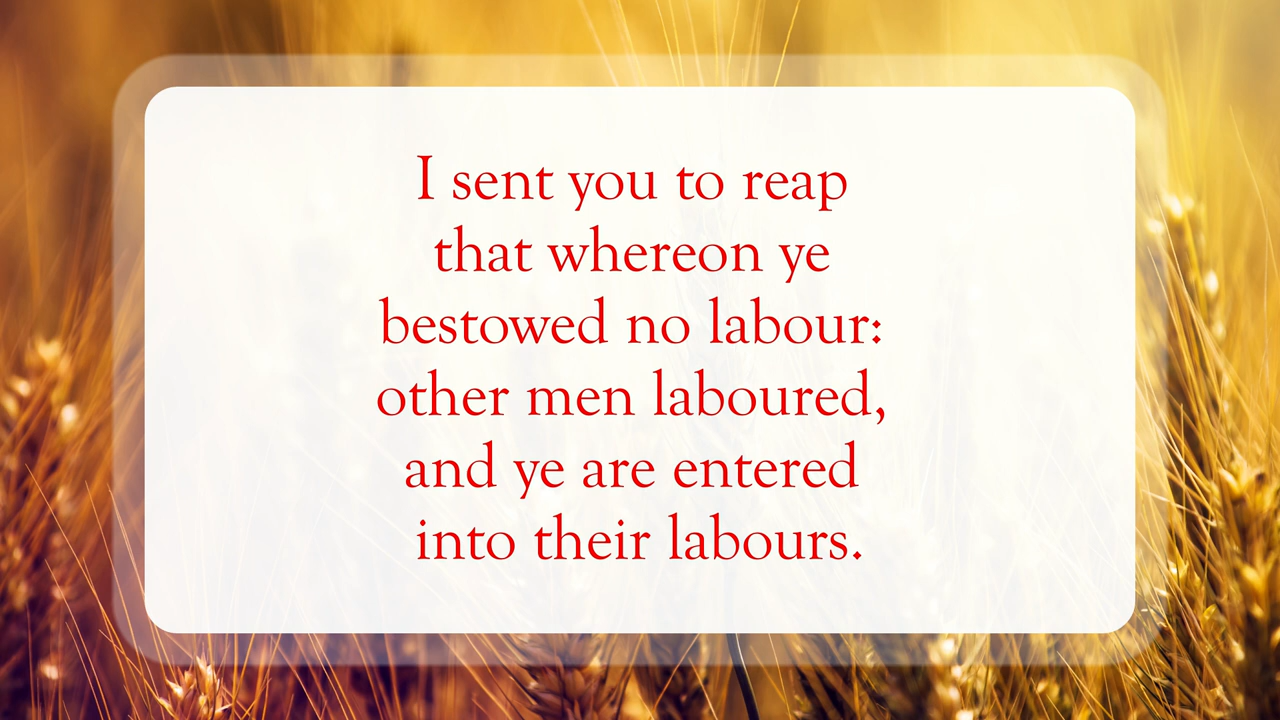 I sent you to reap
that whereon ye
bestowed no labour:
other men laboured,
and ye are entered
into their labours.